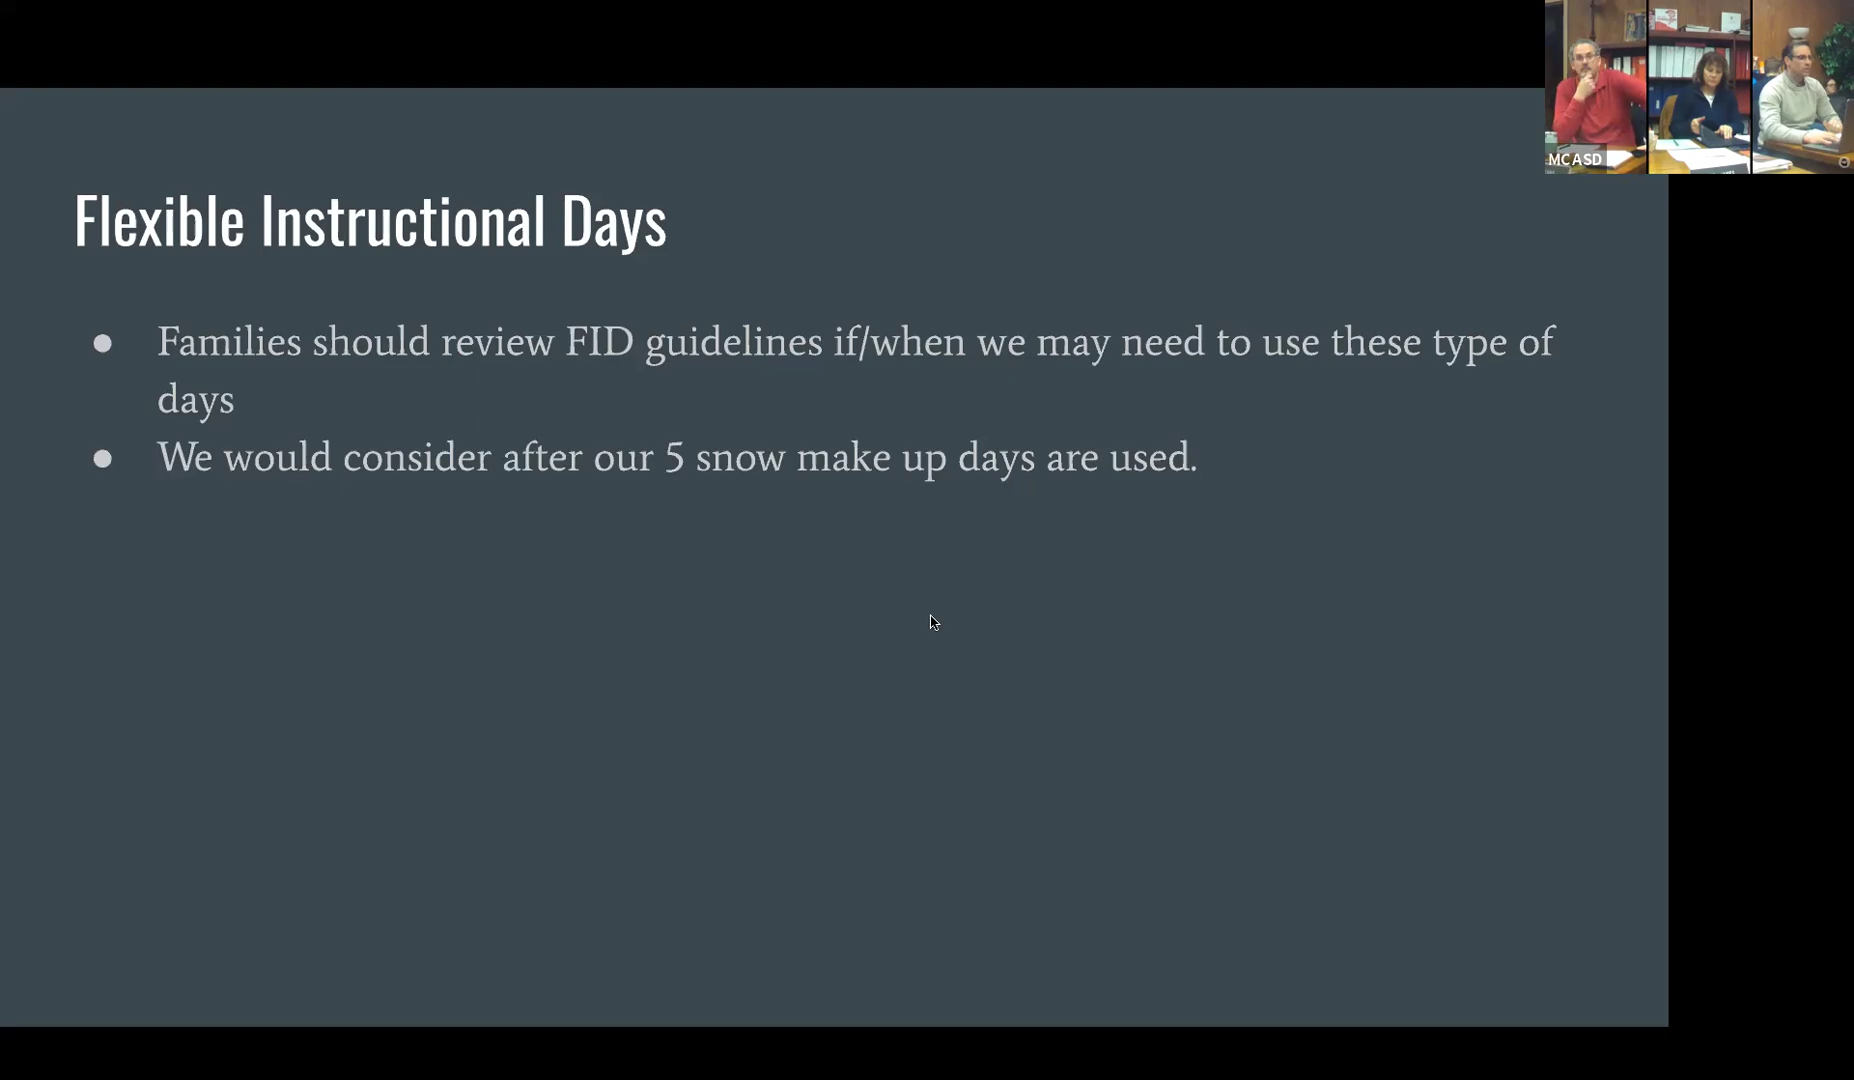 MCASD
Flexible Instructional Days
● Families should review FID guidelines if/when we may need to use these type of
days
● We would consider after our 5 snow make up days are used.